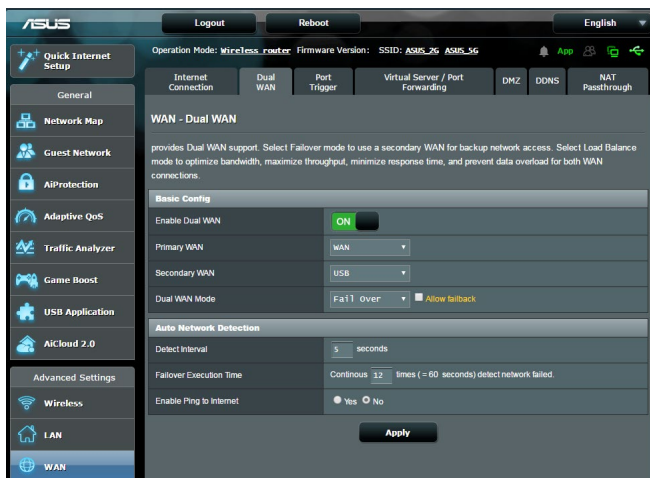 ASUS
Logout
Reboot
English
Quick Internet
Setup
Operation Mode: Wireless router Firmware Version: SSID: ASUS_2G ASUS_5G
App
Internet
Connection
Dual
WAN
Port
Trigger
Virtual Server / Port
Forwarding
DMZ
DDNS
NAT
Passthrough
General
Network Map
Guest Network
AiProtection
Adaptive QoS
Traffic Analyzer
Game Boost
USB Application
AiCloud 2.0
Advanced Settings
Wireless
LAN
WAN
WAN - Dual WAN
provides Dual WAN support. Select Failover mode to use a secondary WAN for backup network access. Select Load Balance
mode to optimize bandwidth, maximize throughput, minimize response time, and prevent data overload for both WAN
connections.
Basic Config
Enable Dual WAN ON
Primary WAN WAN
Secondary WAN USB
Dual WAN Mode Fail Over Allow failback
Auto Network Detection
Detect Interval 5 seconds
Failover Execution Time Continous 12 times ( = 60 seconds) detect network failed.
Enable Ping to Internet Yes No
Apply